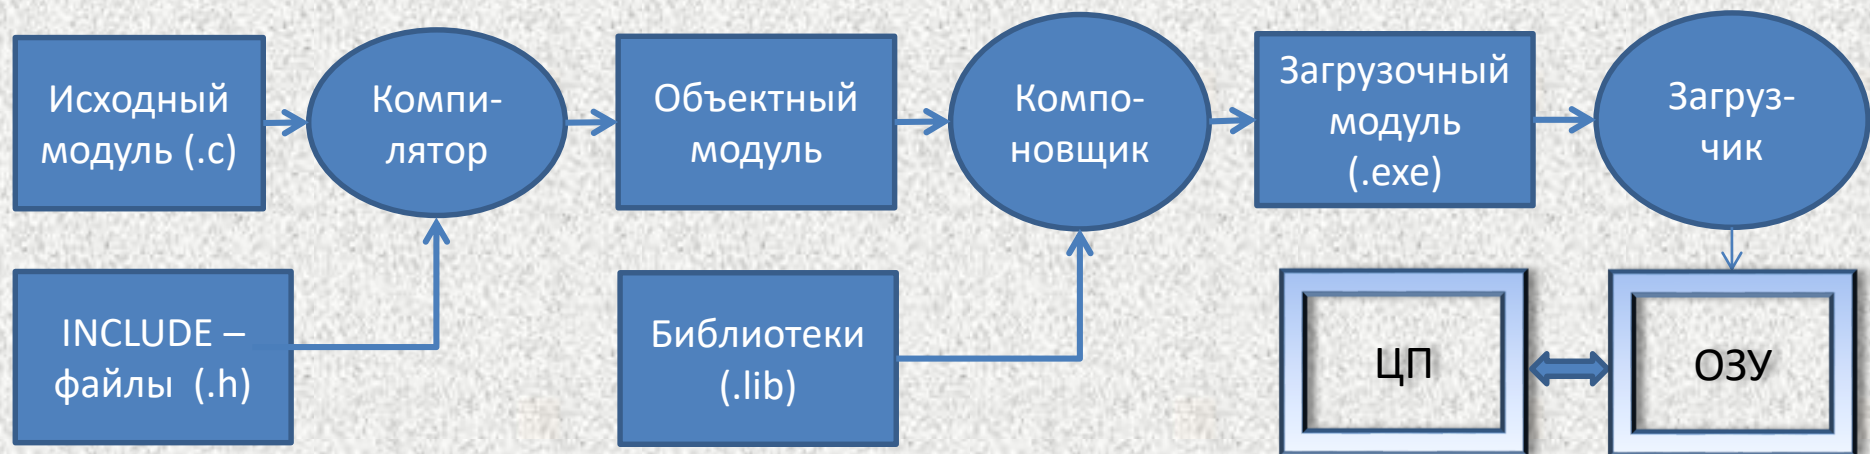 Исходный
модуль (.c)
Компи-
лятор
Объектный
модуль
Компо-
новщик
Загрузочный
модуль
(.exe)
Загруз-
чик
INCLUDE –
файлы (.h)
Библиотеки
(.lib)
ЦП
ОЗУ